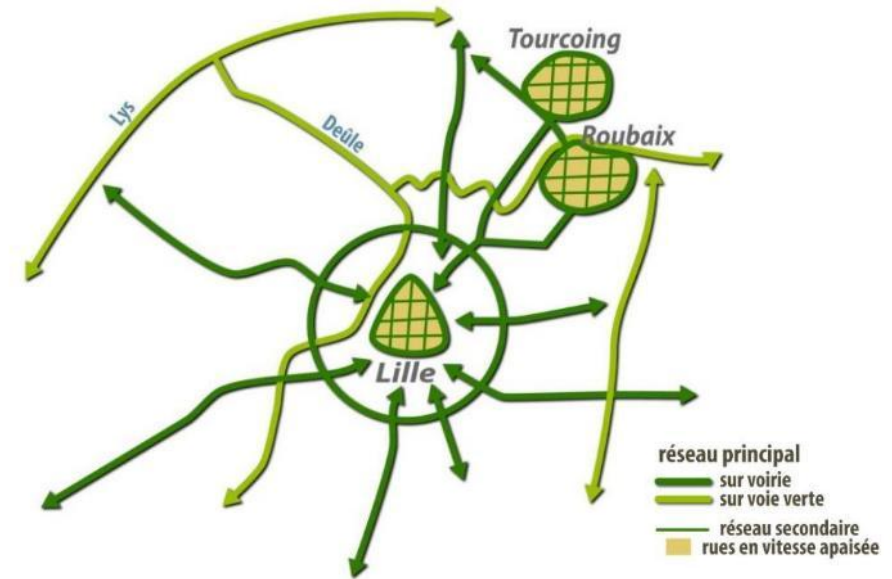 Tourcoing
Roubaix
Lys
Deûle
Lille
réseau principal
sur voirie
sur voie verte
réseau secondaire
rues en vitesse apaisée